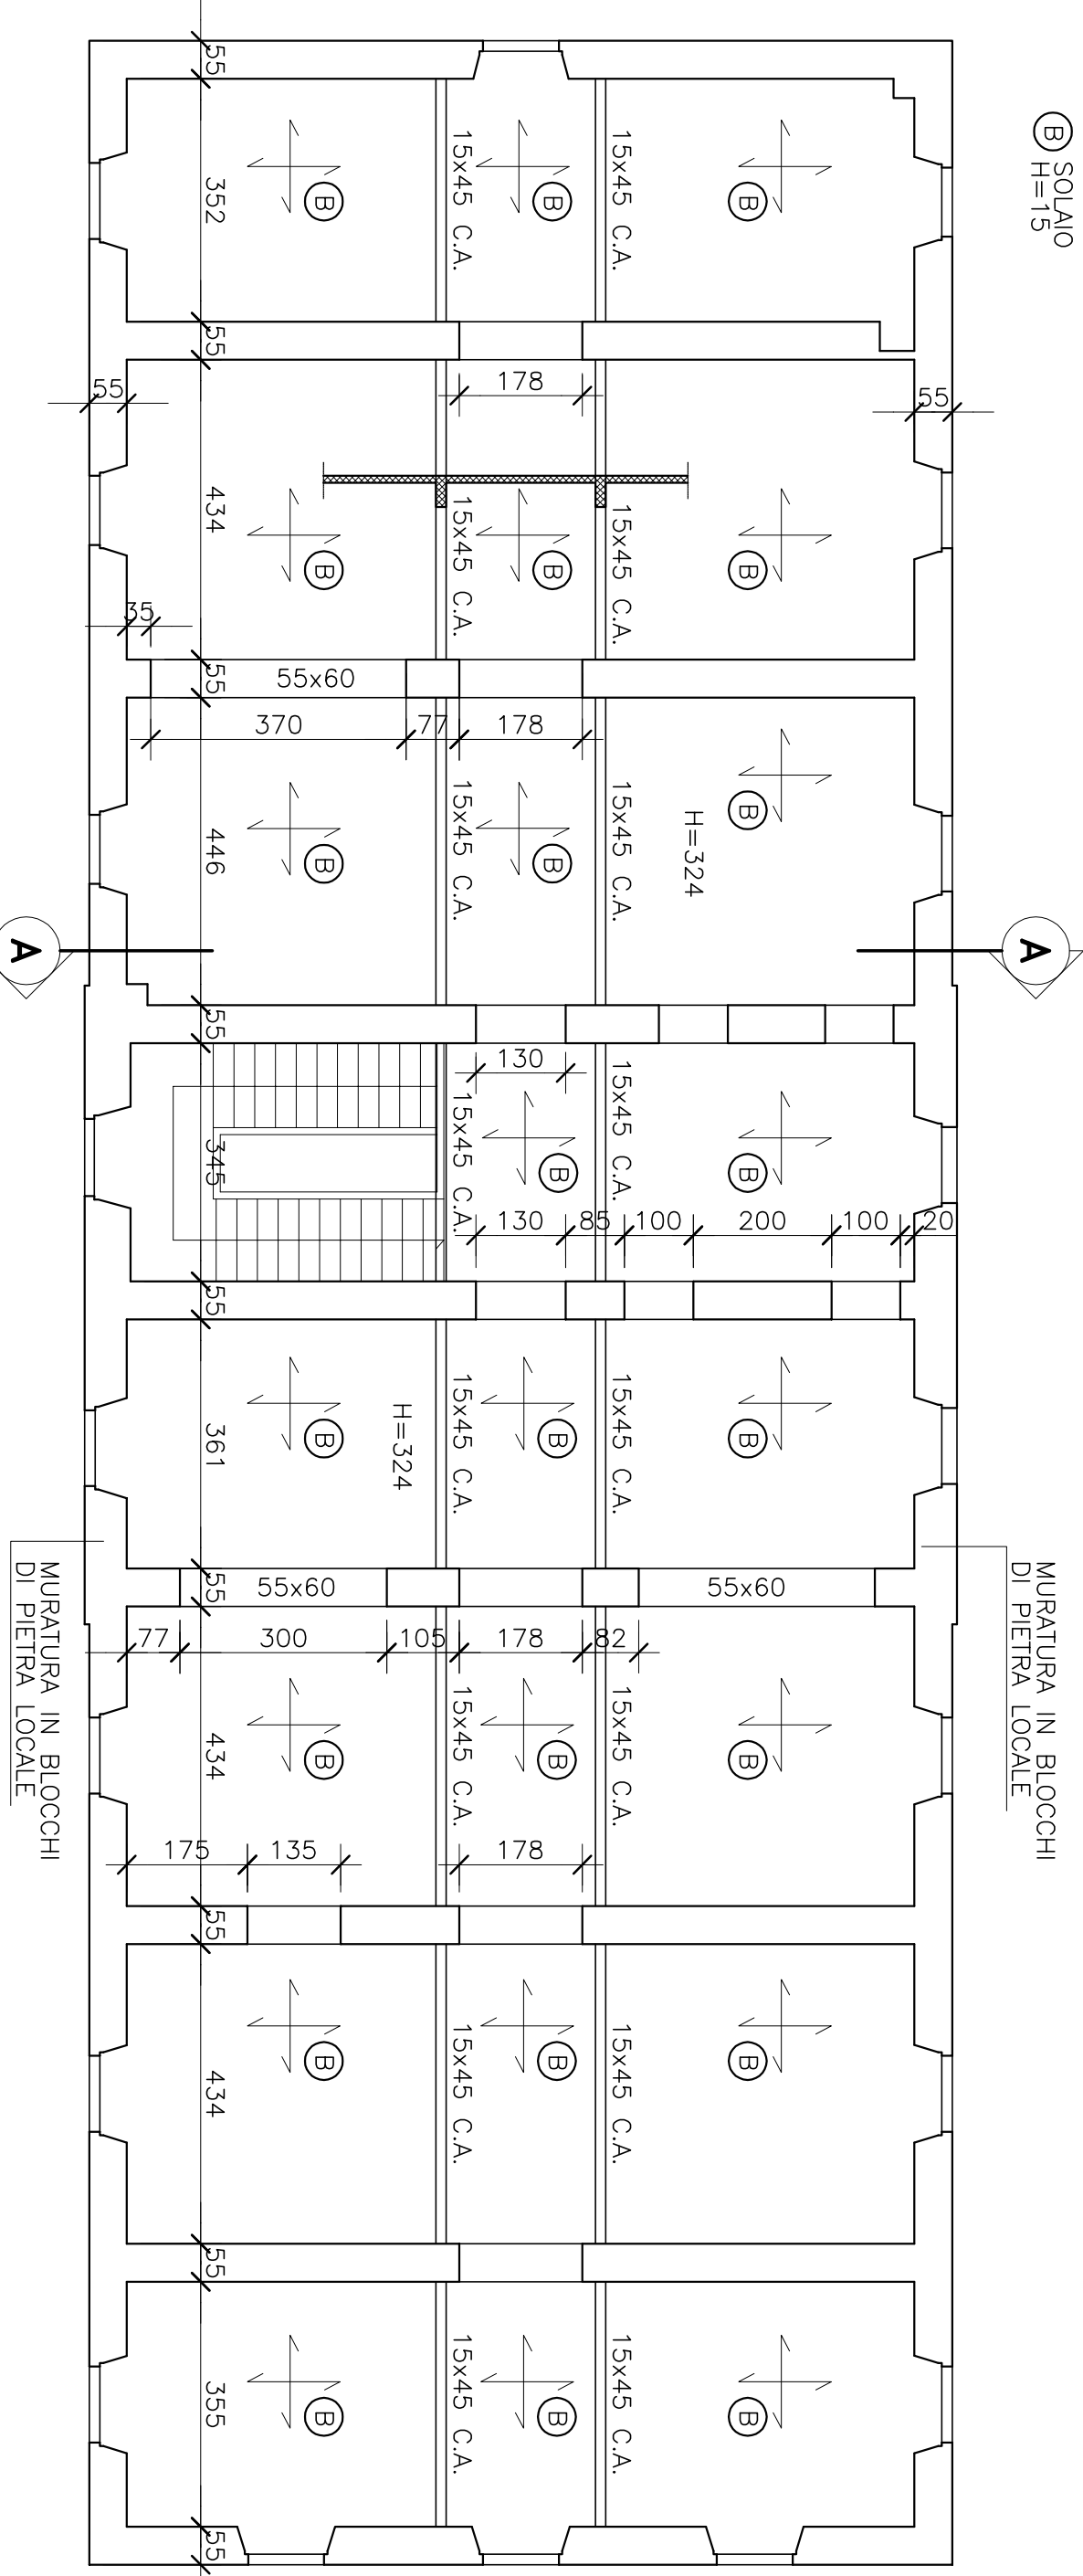 B SOLAIO
H=15
55
352
55
434
55
446
55
345
55
361
55
434
55
434
55
355
55
B
B
B
15x45 C.A.
15x45 C.A.
55
178
55
B
B
B
15x45 C.A.
15x45 C.A.
35
55x60
370
77
178
B
B
B
15x45 C.A.
15x45 C.A.
H=324
A
A
130
15x45 C.A.
15x45 C.A.
B
B
130
85
100
200
100
20
B
B
B
15x45 C.A.
15x45 C.A.
H=324
55x60
55x60
MURATURA IN BLOCCHI
DI PIETRA LOCALE
MURATURA IN BLOCCHI
DI PIETRA LOCALE
77
300
105
178
82
15x45 C.A.
15x45 C.A.
B
B
B
175
135
178
B
B
B
15x45 C.A.
15x45 C.A.
B
B
B
15x45 C.A.
15x45 C.A.